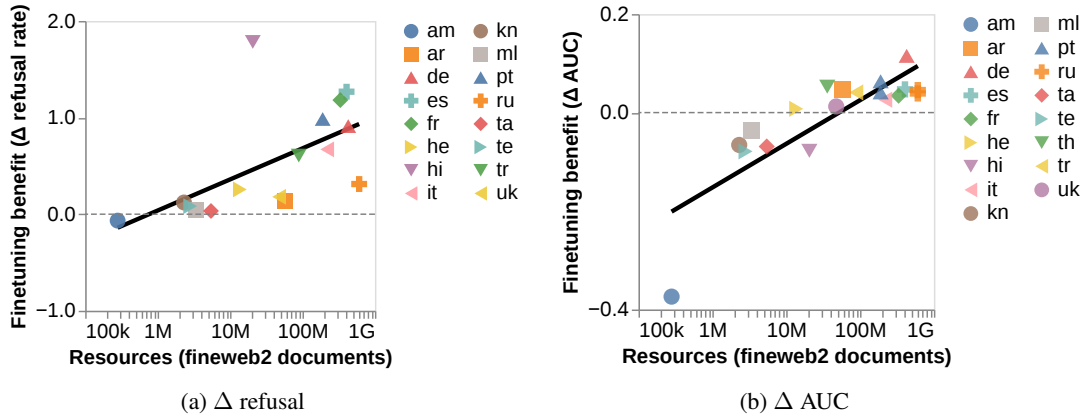 Finetuning benefit (Δ refusal rate)
2.0
1.0
0.0
−1.0
100k 1M 10M 100M 1G
Resources (fineweb2 documents)
am kn
ar ml
de pt
es ru
fr ta
he te
hi tr
it uk
(a) Δ refusal
Finetuning benefit (Δ AUC)
0.2
0.0
−0.4
100k 1M 10M 100M 1G
Resources (fineweb2 documents)
am ml
ar pt
de ru
es ta
fr te
he th
hi tr
it uk
kn
(b) Δ AUC